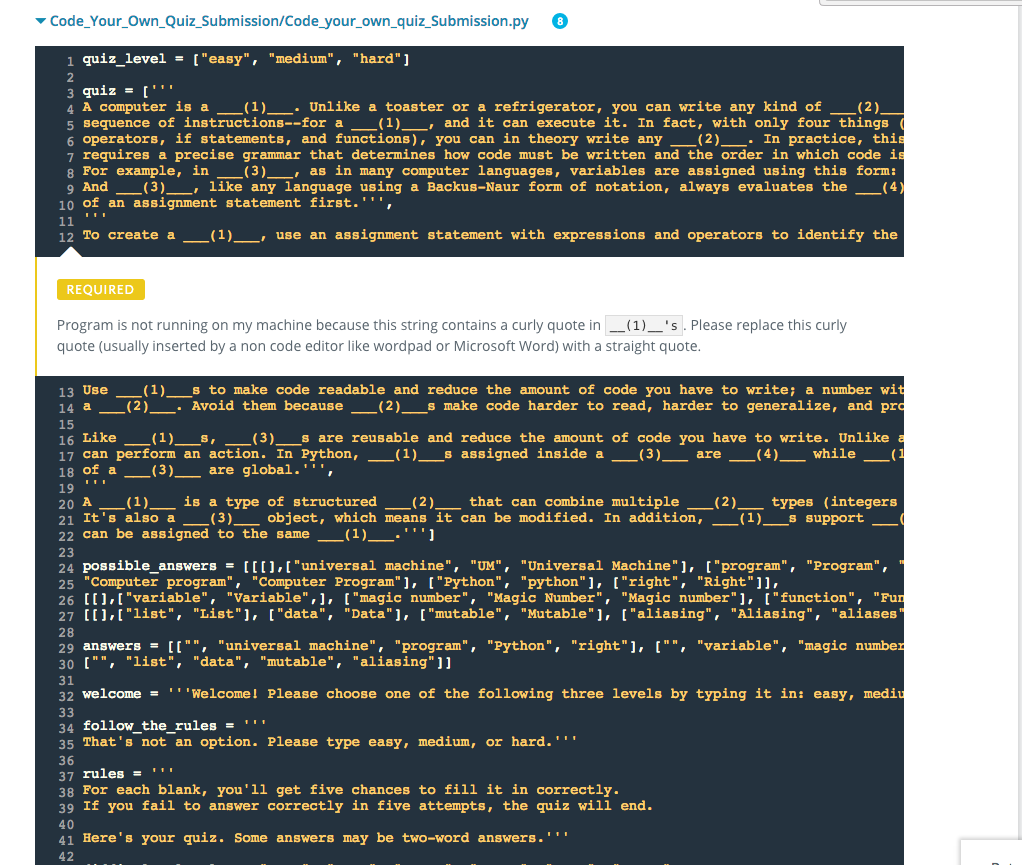 Code_Your_Own_Quiz_Submission/Code_your_own_quiz_Submission.py 8
1 quiz_level = ["easy", "medium", "hard"]
2
3 quiz = ['''
4 A computer is a ___(1)___. Unlike a toaster or a refrigerator, you can write any kind of ___(2)___
5 sequence of instructions--for a ___(1)___, and it can execute it. In fact, with only four things (
6 operators, if statements, and functions), you can in theory write any ___(2)___. In practice, this
7 requires a precise grammar that determines how code must be written and the order in which code is
8 For example, in ___(3)___, as in many computer languages, variables are assigned using this form:
9 And ___(3)___, like any language using a Backus-Naur form of notation, always evaluates the ___(4)
10 of an assignment statement first.''',
11 '''
12 To create a ___(1)___, use an assignment statement with expressions and operators to identify the
REQUIRED
Program is not running on my machine because this string contains a curly quote in __(1)__'s . Please replace this curly
quote (usually inserted by a non code editor like wordpad or Microsoft Word) with a straight quote.
13 Use ___(1)___s to make code readable and reduce the amount of code you have to write; a number wit
14 a ___(2)___. Avoid them because ___(2)___s make code harder to read, harder to generalize, and pro
15
16 Like ___(1)___s, ___(3)___s are reusable and reduce the amount of code you have to write. Unlike a
17 can perform an action. In Python, ___(1)___s assigned inside a ___(3)___ are ___(4)___ while ___(1
18 of a ___(3)___ are global.''',
19 '''
20 A ___(1)___ is a type of structured ___(2)___ that can combine multiple ___(2)___ types (integers
21 It's also a ___(3)___ object, which means it can be modified. In addition, ___(1)___s support ___(
22 can be assigned to the same ___(1)___.''']
23
24 possible_answers = [[[],["universal machine", "UM", "Universal Machine"], ["program", "Program", "
25 "Computer program", "Computer Program"], ["Python", "python"], ["right", "Right"]],
26 [[],["variable", "Variable",], ["magic number", "Magic Number", "Magic number"], ["function", "Fun
27 [[],["list", "List"], ["data", "Data"], ["mutable", "Mutable"], ["aliasing", "Aliasing", "aliases"
28
29 answers = [["", "universal machine", "program", "Python", "right"], ["", "variable", "magic number
30 ["", "list", "data", "mutable", "aliasing"]]
31
32 welcome = '''Welcome! Please choose one of the following three levels by typing it in: easy, mediu
33
34 follow_the_rules = '''
35 That's not an option. Please type easy, medium, or hard.'''
36
37 rules = '''
38 For each blank, you'll get five chances to fill it in correctly.
39 If you fail to answer correctly in five attempts, the quiz will end.
40
41 Here's your quiz. Some answers may be two-word answers.'''
42